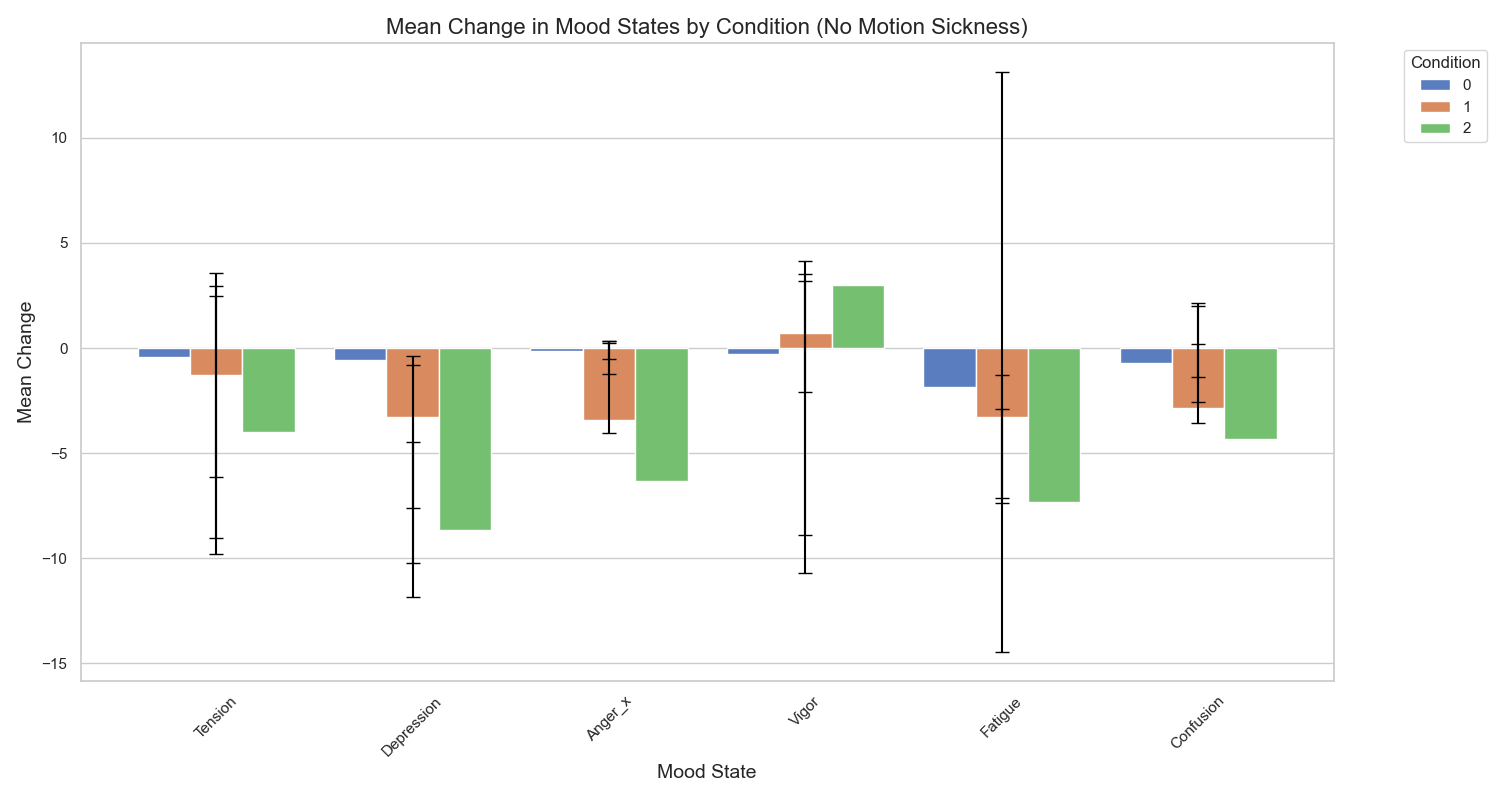 Mean Change in Mood States by Condition (No Motion Sickness)
Condition
0
1
2
Mean Change
10
5
0
−5
−10
−15
Tension
Depression
Anger_x
Vigor
Fatigue
Confusion
Mood State